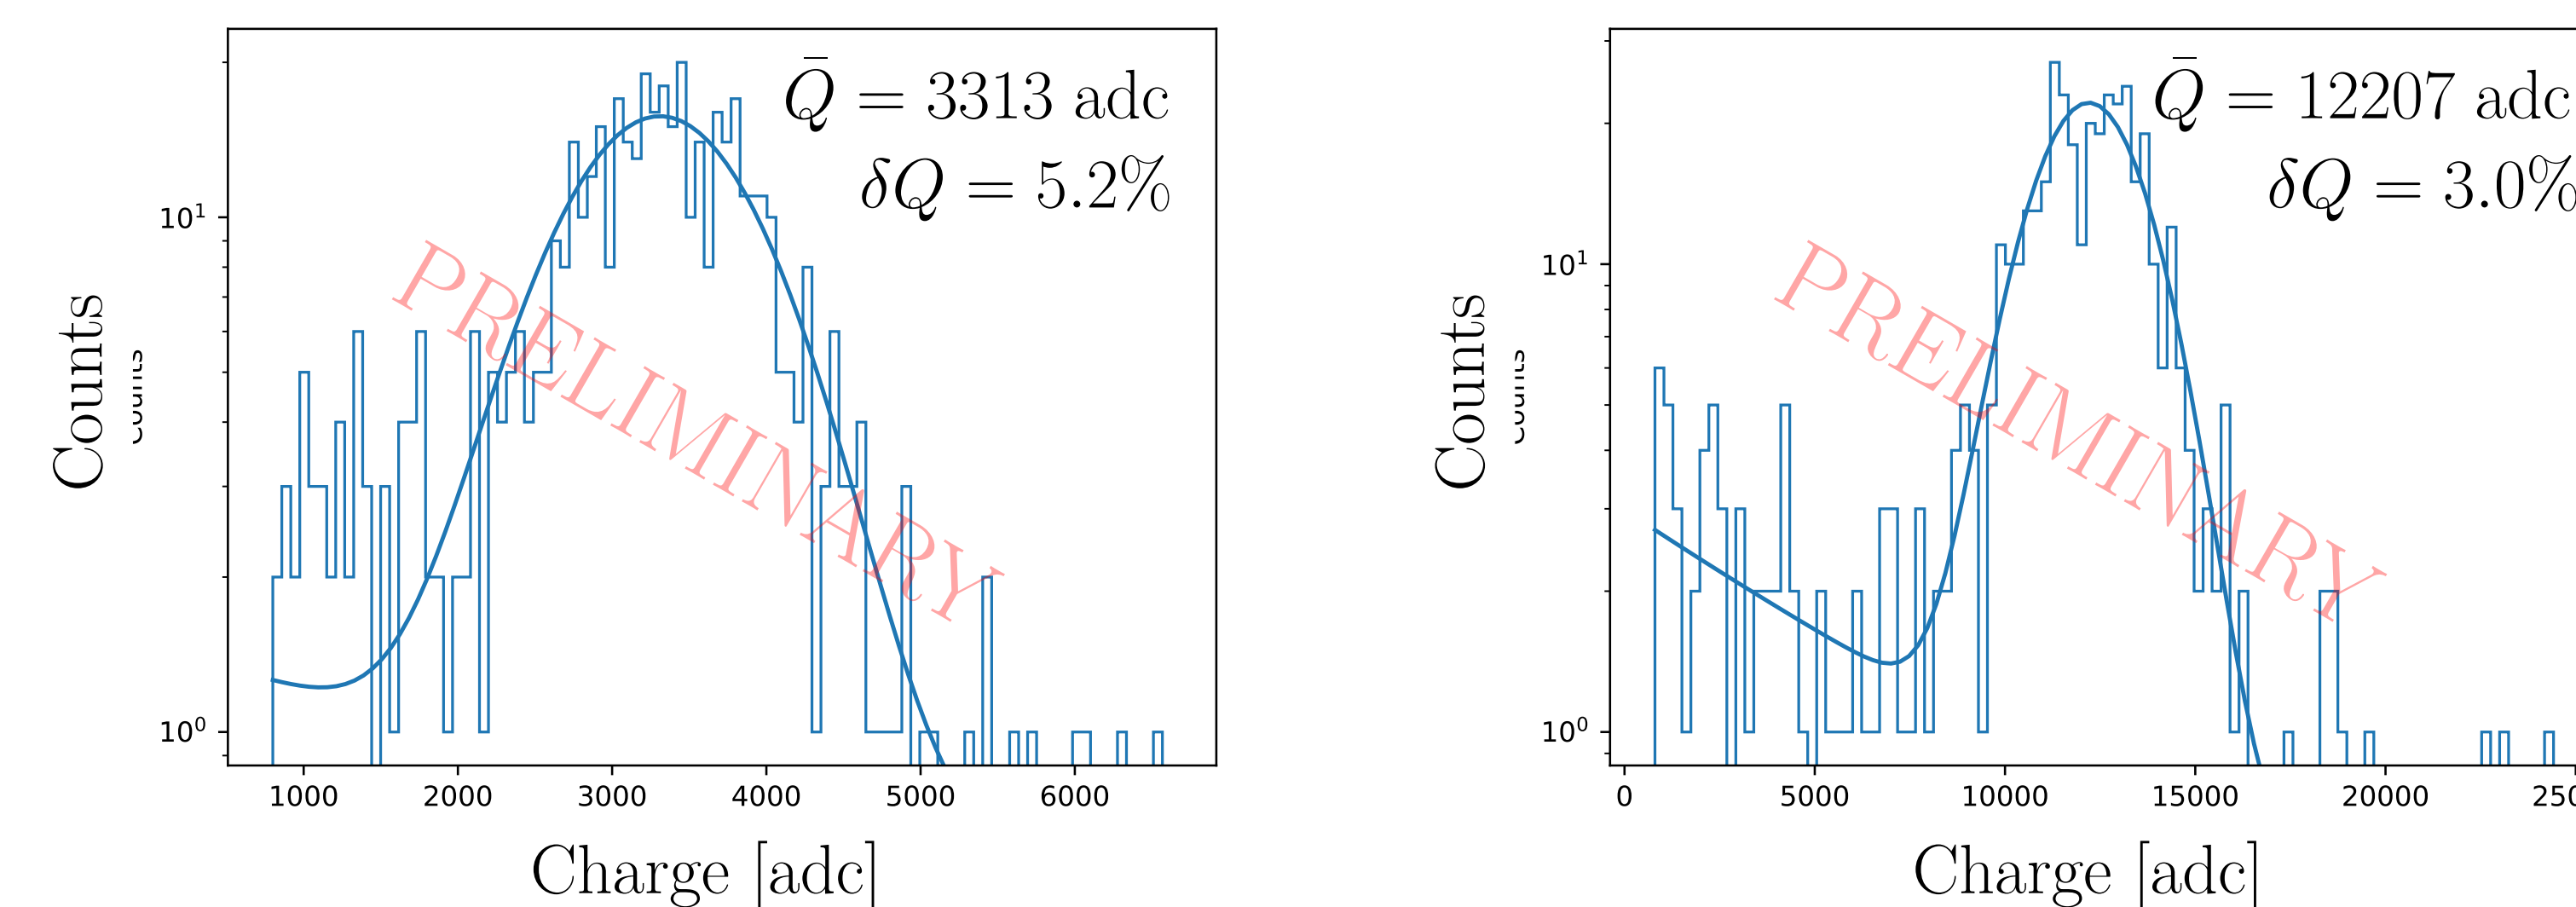 Q̄ = 3313 adc
δQ = 5.2%
10¹
10⁰
Counts
PRELIMINARY
1000 2000 3000 4000 5000 6000
Charge [adc]
Q̄ = 12207 adc
δQ = 3.0%
10¹
10⁰
Counts
PRELIMINARY
0 5000 10000 15000 20000
Charge [adc]